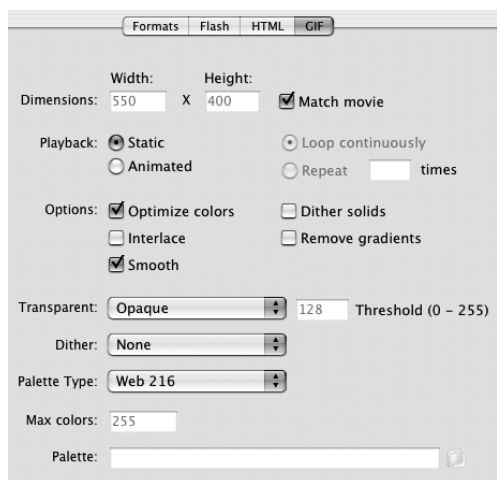 Formats Flash HTML GIF
Width: Height:
Dimensions: 550 X 400 Match movie
Playback: Static Loop continuously
Animated Repeat times
Options: Optimize colors Dither solids
Interlace Remove gradients
Smooth
Transparent: Opaque 128 Threshold (0 - 255)
Dither: None
Palette Type: Web 216
Max colors: 255
Palette: